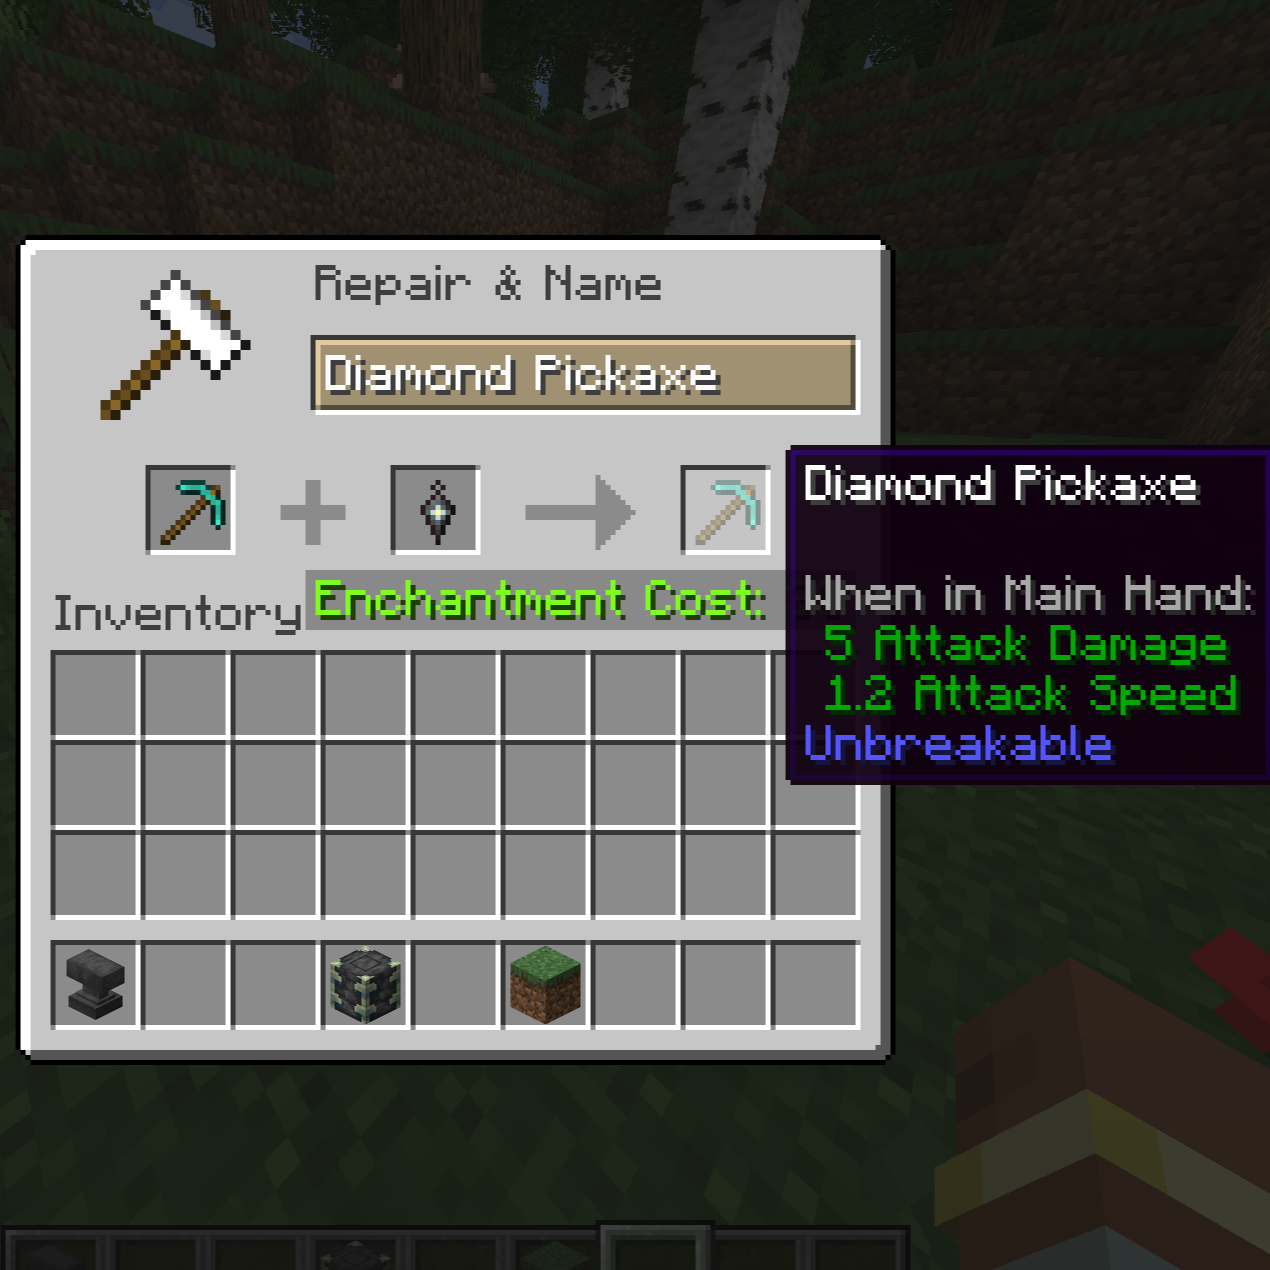 Repair & Name
Diamond Pickaxe
Inventory
Enchantment Cost:
Diamond Pickaxe
When in Main Hand:
5 Attack Damage
1.2 Attack Speed
Unbreakable